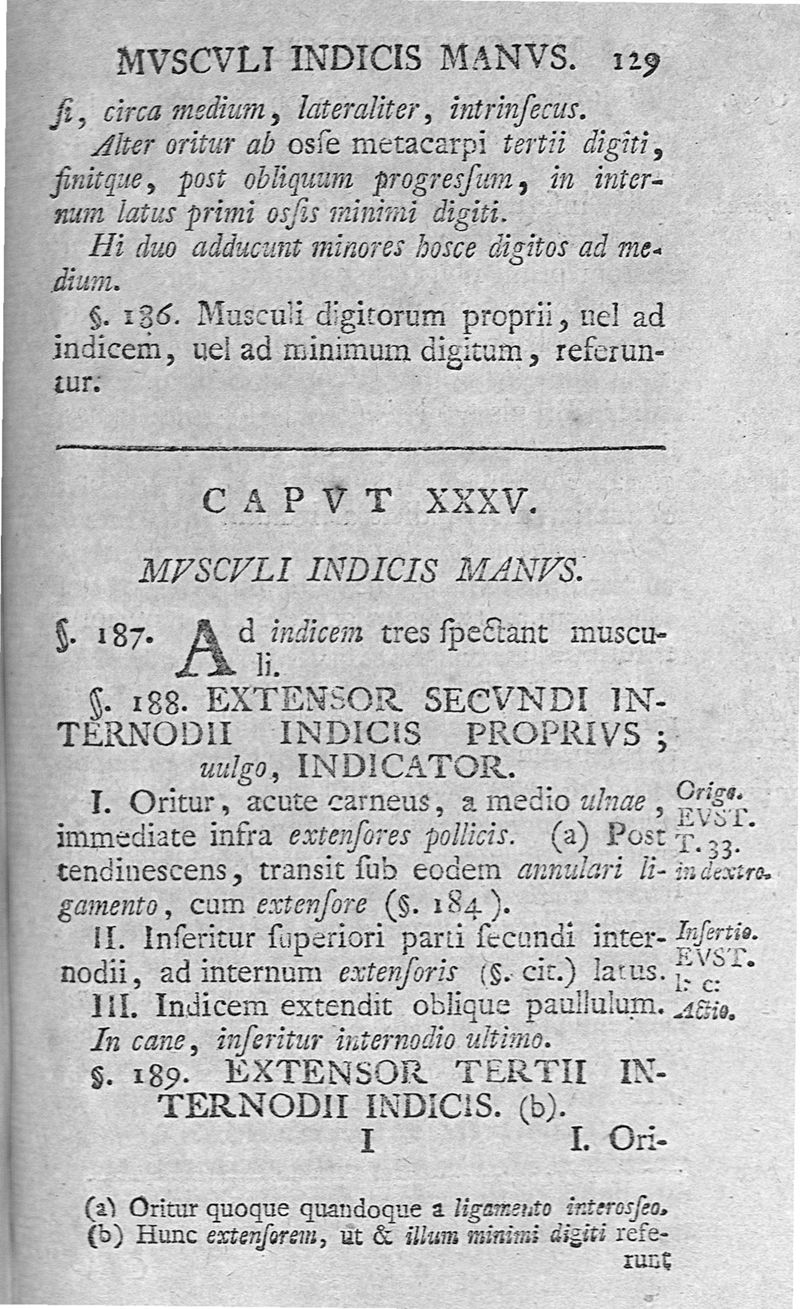 MVSCVLI INDICIS MANVS. 129
ſi, circa medium, lateraliter, intrinſecus.
Alter oritur ab osſe metacarpi tertii digiti,
finitque, post obliquum progresſum, in inter-
num latus primi osſis minimi digiti.
Hi duo adducunt minores hosce digitos ad me-
dium.
§. 186. Musculi digitorum proprii, uel ad
indicem, uel ad minimum digitum, referun-
tur.
CAPVT XXXV.
MVSCVLI INDICIS MANVS.
§. 187. Ad indicem tres ſpectant muscu-
li.
§. 188. EXTENSOR SECVNDI IN-
TERNODII INDICIS PROPRIVS;
uulgo, INDICATOR.
I. Oritur, acute carneus, a medio ulnae,
Origo.
immediate infra extenſores pollicis. (a) Post
EVST.
T. 33.
tendinescens, transit ſub eodem annulari li-
in dextro.
gamento, cum extenſore (§. 184).
II. Inſeritur ſuperiori parti ſecundi inter-
Inſertio.
nodii, ad internum extenſoris (§. cit.) latus.
EVST.
l. c.
III. Indicem extendit oblique paullulum.
Actio.
In cane, inſeritur internodio ultimo.
§. 189. EXTENSOR TERTII IN-
TERNODII INDICIS. (b).
I I. Ori-
(a) Oritur quoque quandoque a ligamento interosſeo.
(b) Hunc extenſorem, ut & illum minimi digiti refe-
runt